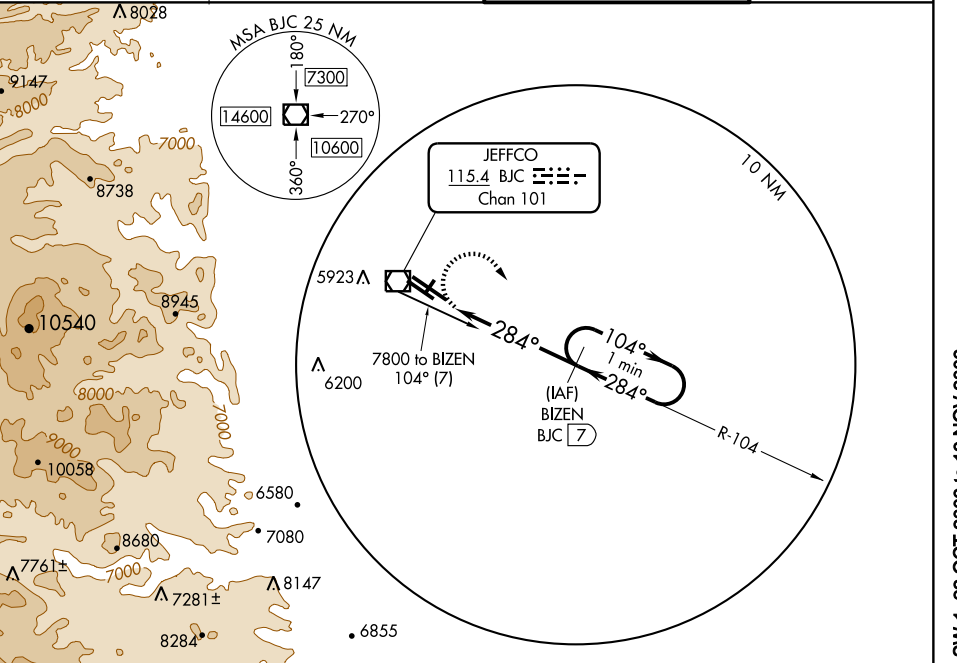 8028
MSA BJC 25 NM
180°
7300
14600
270°
10600
360°
9147
8000
7000
8738
JEFFCO
115.4 BJC
Chan 101
10 NM
5923
8945
10540
284°
104°
1 min
284°
7800 to BIZEN
104° (7)
6200
(IAF)
BIZEN
BJC 7
R-104
8000
7000
9000
10058
6580
7080
8680
7000
7761±
7281±
8147
8284
6855